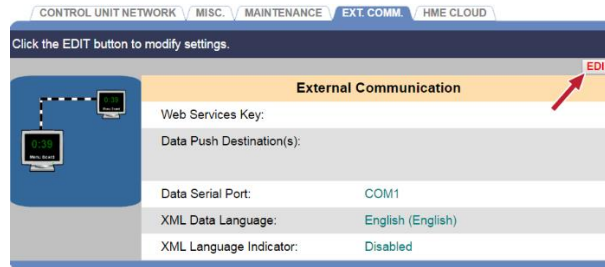 CONTROL UNIT NETWORK MISC. MAINTENANCE EXT. COMM. HME CLOUD
Click the EDIT button to modify settings.
EDI
External Communication
0:39
0:39
Web Services Key:
Data Push Destination(s):
Data Serial Port: COM1
XML Data Language: English (English)
XML Language Indicator: Disabled